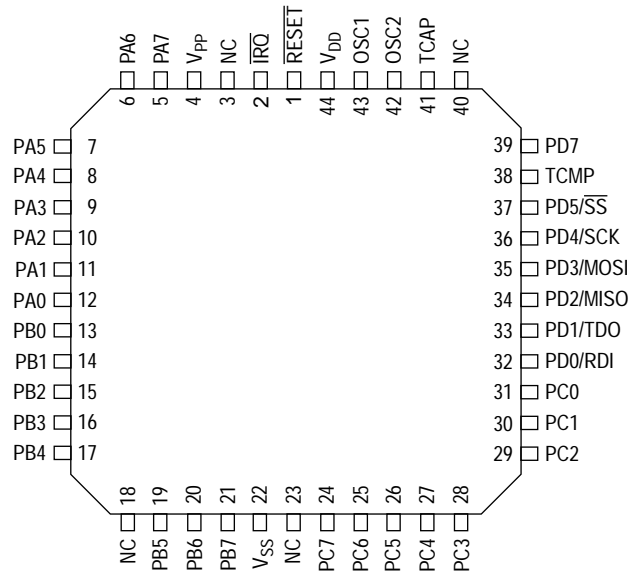 PA6 PA7 VPP NC IRQ RESET VDD OSC1 OSC2 TCAP NC
6 5 4 3 2 1 44 43 42 41 40
PA5 7 39 PD7
PA4 8 38 TCMP
PA3 9 37 PD5/SS
PA2 10 36 PD4/SCK
PA1 11 35 PD3/MOSI
PA0 12 34 PD2/MISO
PB0 13 33 PD1/TDO
PB1 14 32 PD0/RDI
PB2 15 31 PC0
PB3 16 30 PC1
PB4 17 29 PC2
18 19 20 21 22 23 24 25 26 27 28
NC PB5 PB6 PB7 VSS NC PC7 PC6 PC5 PC4 PC3